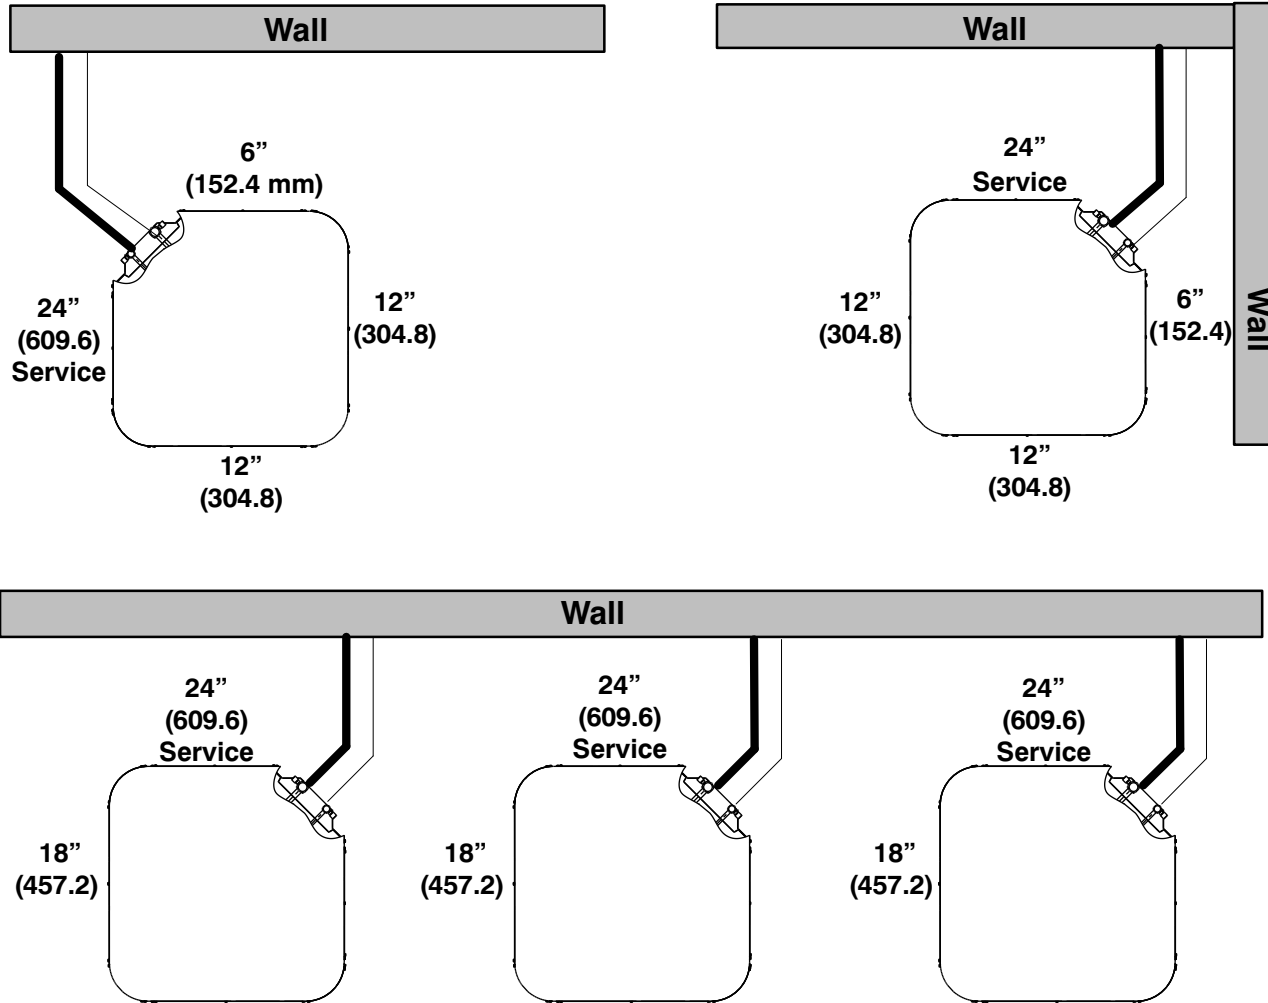 Wall
6”
(152.4 mm)
24”
(609.6)
Service
12”
(304.8)
12”
(304.8)
Wall
24”
Service
12”
(304.8)
6”
(152.4)
Wall
12”
(304.8)
Wall
24”
(609.6)
Service
18”
(457.2)
24”
(609.6)
Service
18”
(457.2)
24”
(609.6)
Service
18”
(457.2)